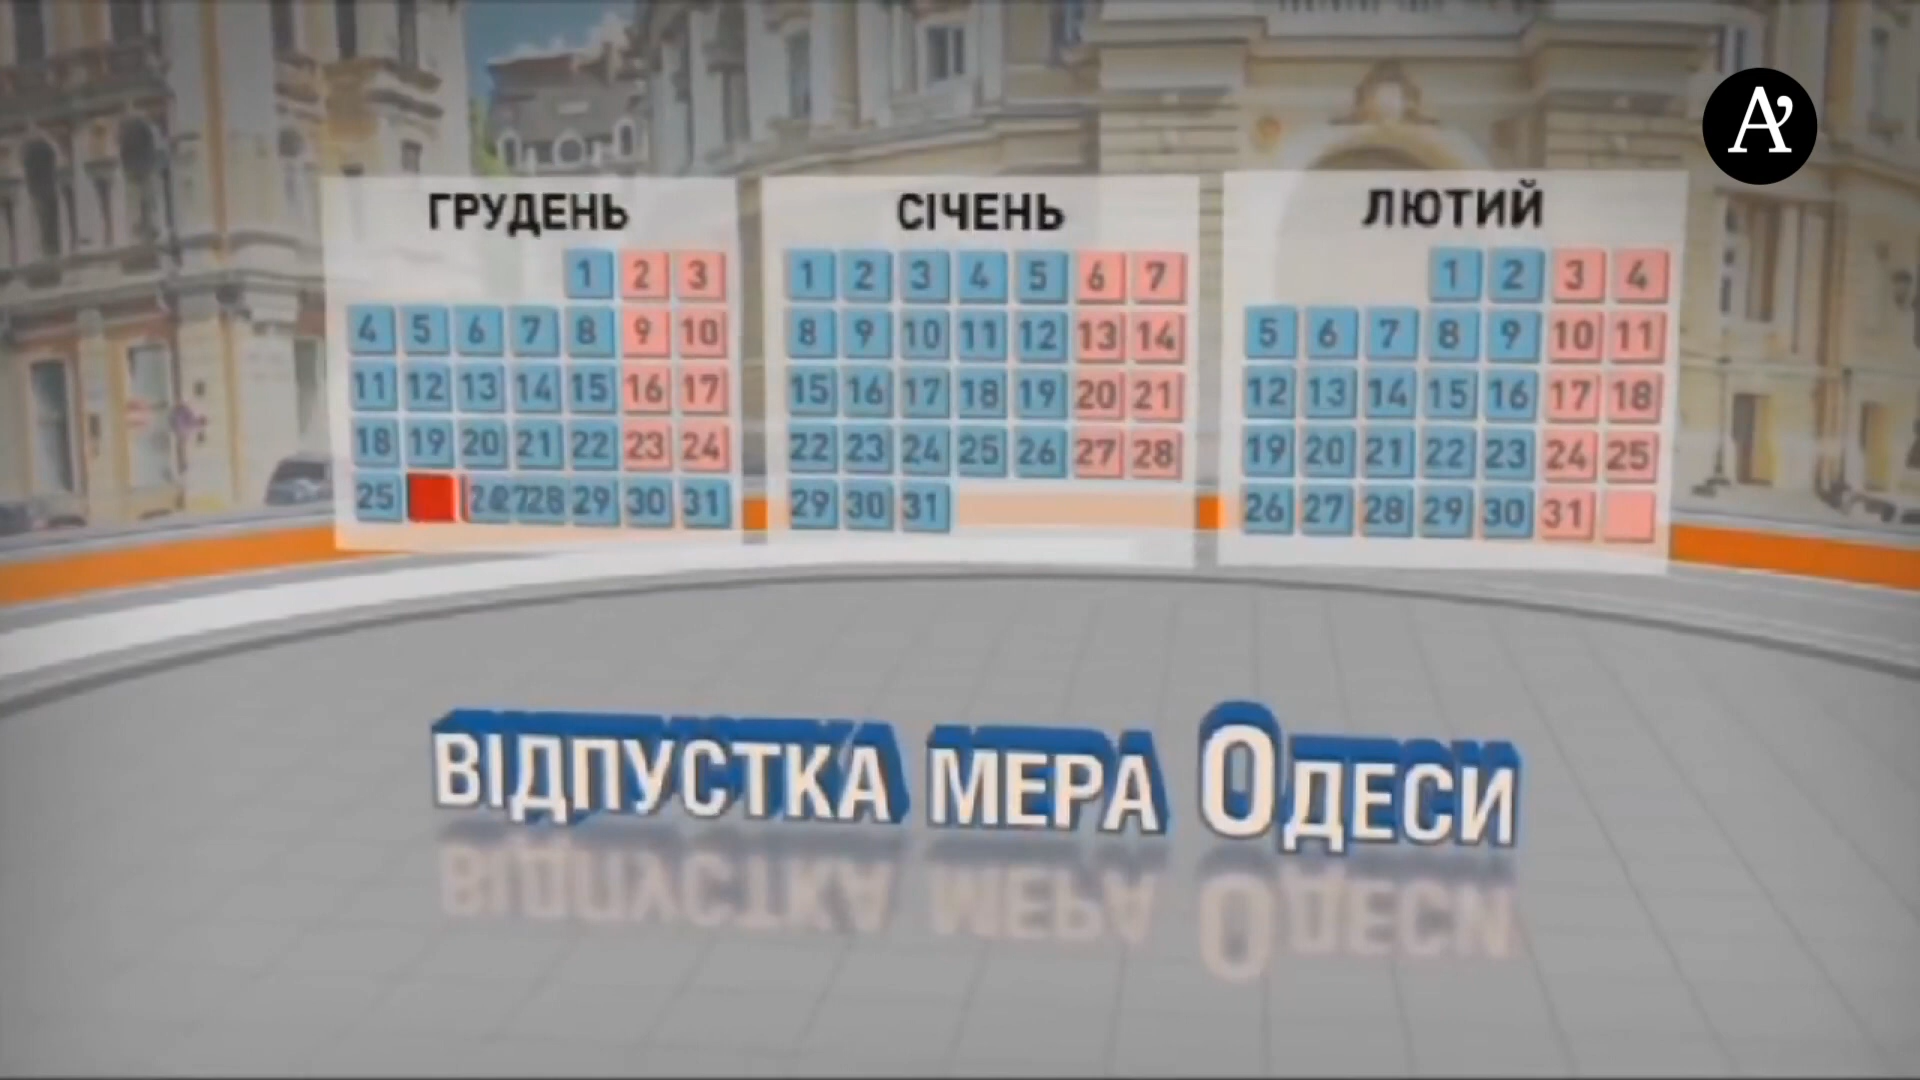 А
ГРУДЕНЬ
1 2 3
4 5 6 7 8 9 10
11 12 13 14 15 16 17
18 19 20 21 22 23 24
25 28 29 30 31
СІЧЕНЬ
1 2 3 4 5 6 7
8 9 10 11 12 13 14
15 16 17 18 19 20 21
22 23 24 25 26 27 28
29 30 31
ЛЮТИЙ
1 2 3 4
5 6 7 8 9 10 11
12 13 14 15 16 17 18
19 20 21 22 23 24 25
26 27 28 29 30 31
ВІДПУСТКА МЕРА ОДЕСИ